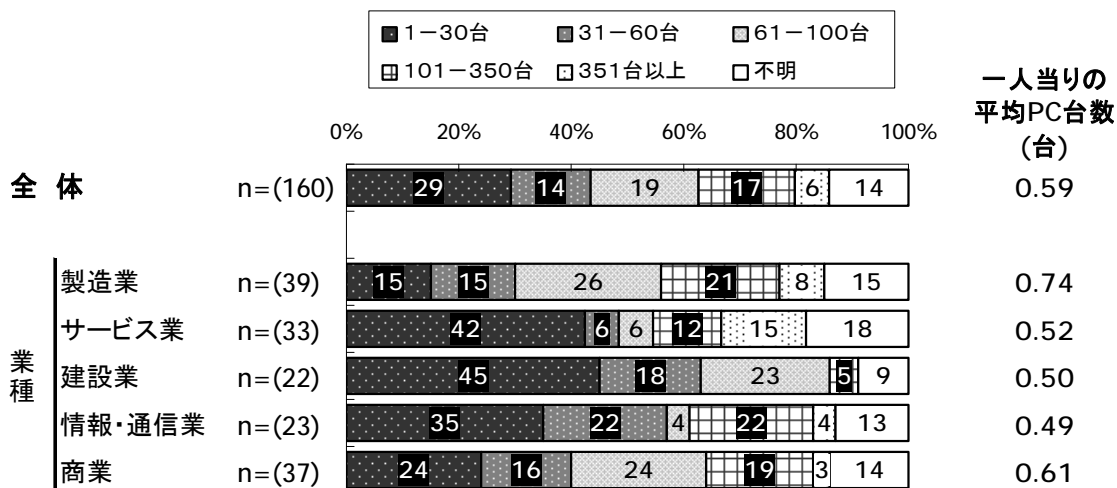 1－30台 31－60台 61－100台
101－350台 351台以上 不明
一人当りの
平均PC台数
(台)
0% 20% 40% 60% 80% 100%
全 体 n=(160) 29 14 19 17 6 14 0.59
業種
製造業 n=(39) 15 15 26 21 8 15 0.74
サービス業 n=(33) 42 6 6 12 15 18 0.52
建設業 n=(22) 45 18 23 5 9 0.50
情報・通信業 n=(23) 35 22 4 22 4 13 0.49
商業 n=(37) 24 16 24 19 3 14 0.61